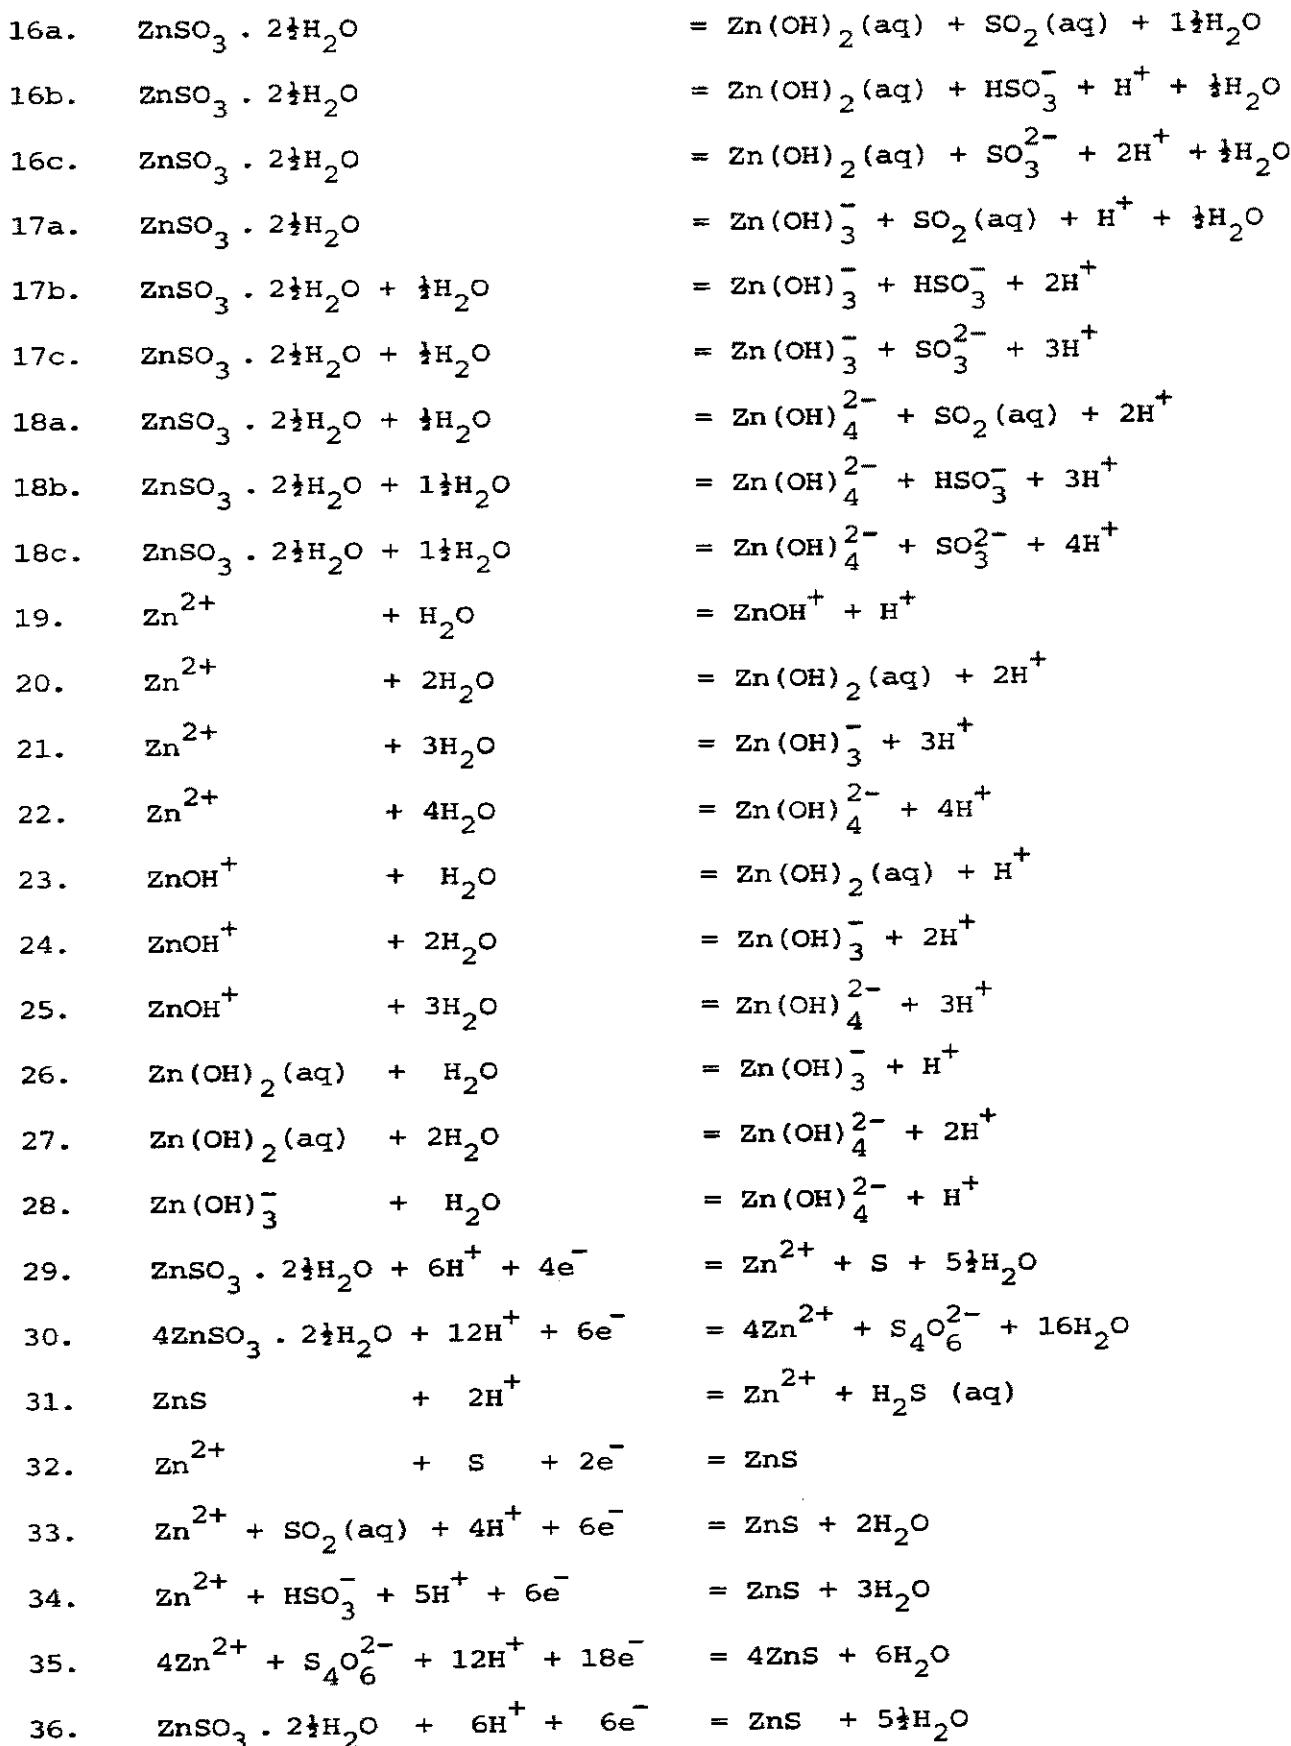 16a. ZnSO₃ . 2½H₂O = Zn(OH)₂(aq) + SO₂(aq) + 1½H₂O
16b. ZnSO₃ . 2½H₂O = Zn(OH)₂(aq) + HSO₃⁻ + H⁺ + ½H₂O
16c. ZnSO₃ . 2½H₂O = Zn(OH)₂(aq) + SO₃²⁻ + 2H⁺ + ½H₂O
17a. ZnSO₃ . 2½H₂O = Zn(OH)₃⁻ + SO₂(aq) + H⁺ + ½H₂O
17b. ZnSO₃ . 2½H₂O + ½H₂O = Zn(OH)₃⁻ + HSO₃⁻ + 2H⁺
17c. ZnSO₃ . 2½H₂O + ½H₂O = Zn(OH)₃⁻ + SO₃²⁻ + 3H⁺
18a. ZnSO₃ . 2½H₂O + ½H₂O = Zn(OH)₄²⁻ + SO₂(aq) + 2H⁺
18b. ZnSO₃ . 2½H₂O + 1½H₂O = Zn(OH)₄²⁻ + HSO₃⁻ + 3H⁺
18c. ZnSO₃ . 2½H₂O + 1½H₂O = Zn(OH)₄²⁻ + SO₃²⁻ + 4H⁺
19. Zn²⁺ + H₂O = ZnOH⁺ + H⁺
20. Zn²⁺ + 2H₂O = Zn(OH)₂(aq) + 2H⁺
21. Zn²⁺ + 3H₂O = Zn(OH)₃⁻ + 3H⁺
22. Zn²⁺ + 4H₂O = Zn(OH)₄²⁻ + 4H⁺
23. ZnOH⁺ + H₂O = Zn(OH)₂(aq) + H⁺
24. ZnOH⁺ + 2H₂O = Zn(OH)₃⁻ + 2H⁺
25. ZnOH⁺ + 3H₂O = Zn(OH)₄²⁻ + 3H⁺
26. Zn(OH)₂(aq) + H₂O = Zn(OH)₃⁻ + H⁺
27. Zn(OH)₂(aq) + 2H₂O = Zn(OH)₄²⁻ + 2H⁺
28. Zn(OH)₃⁻ + H₂O = Zn(OH)₄²⁻ + H⁺
29. ZnSO₃ . 2½H₂O + 6H⁺ + 4e⁻ = Zn²⁺ + S + 5½H₂O
30. 4ZnSO₃ . 2½H₂O + 12H⁺ + 6e⁻ = 4Zn²⁺ + S₄O₆²⁻ + 16H₂O
31. ZnS + 2H⁺ = Zn²⁺ + H₂S (aq)
32. Zn²⁺ + S + 2e⁻ = ZnS
33. Zn²⁺ + SO₂(aq) + 4H⁺ + 6e⁻ = ZnS + 2H₂O
34. Zn²⁺ + HSO₃⁻ + 5H⁺ + 6e⁻ = ZnS + 3H₂O
35. 4Zn²⁺ + S₄O₆²⁻ + 12H⁺ + 18e⁻ = 4ZnS + 6H₂O
36. ZnSO₃ . 2½H₂O + 6H⁺ + 6e⁻ = ZnS + 5½H₂O